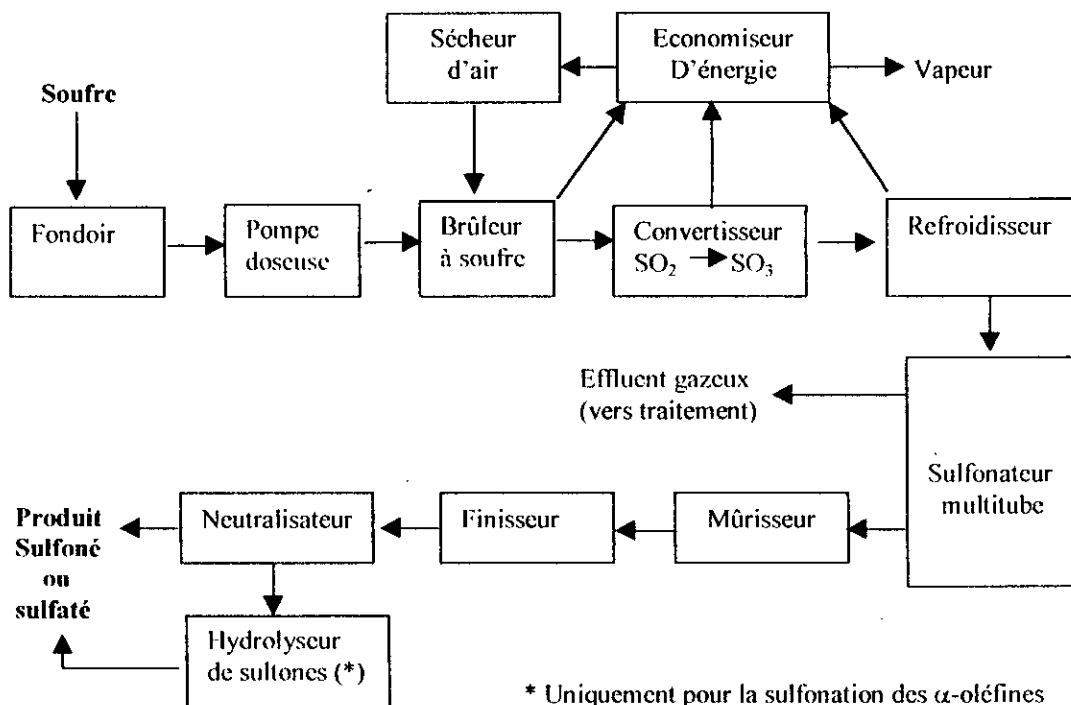 Sécheur
d'air
Economiseur
D'énergie
Vapeur
Soufre
Fondoir
Pompe
doseuse
Brûleur
à soufre
Convertisseur
SO₂ → SO₃
Refroidisseur
Effluent gazeux
(vers traitement)
Sulfonateur
multitube
Mûrisseur
Finisseur
Neutralisateur
Produit
Sulfoné
ou
sulfaté
Hydrolyseur
de sultones (*)
* Uniquement pour la sulfonation des α-oléfines